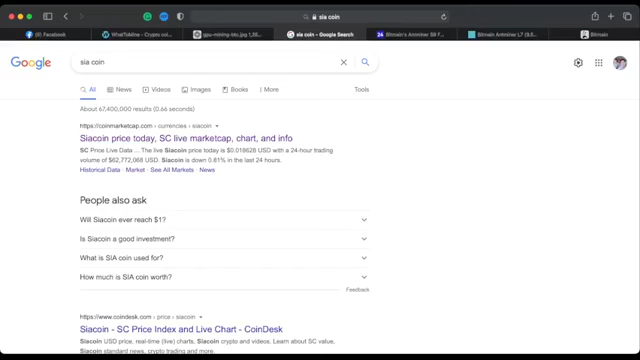 sia coin
Facebook
WhatToMine - Crypto coi...
gpu-mining-btc.jpg 1,56...
sia coin - Google Search
Bitmain's Antminer S9 F...
Bitmain Antminer L7 (9....
Bitmain
Google
sia coin
All
News
Videos
Images
Books
More
Tools
About 67,400,000 results (0.66 seconds)
https://coinmarketcap.com › currencies › siacoin
Siacoin price today, SC live marketcap, chart, and info
SC Price Live Data ... The live Siacoin price today is $0.018628 USD with a 24-hour trading
volume of $62,772,068 USD. Siacoin is down 0.81% in the last 24 hours.
Historical Data · Market · See All Markets · News
People also ask
Will Siacoin ever reach $1?
Is Siacoin a good investment?
What is SIA coin used for?
How much is SIA coin worth?
Feedback
https://www.coindesk.com › price › siacoin
Siacoin - SC Price Index and Live Chart - CoinDesk
USD price, real-time (live) charts, Siacoin crypto and videos. Learn about SC value,
Siacoin standard news, crypto trading and more.